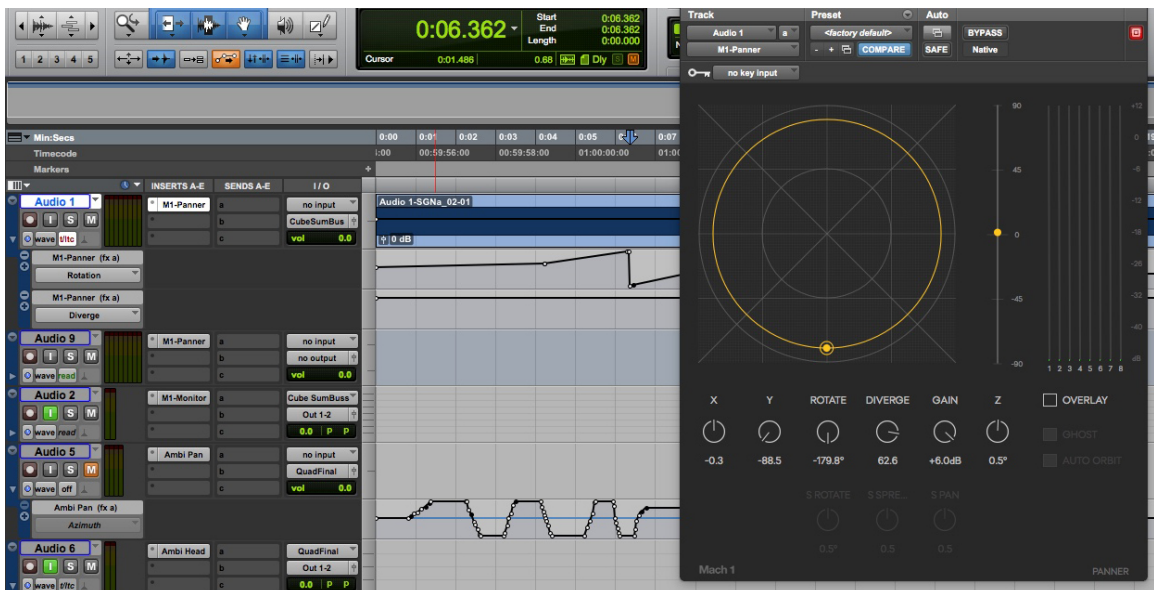 Track Preset Auto
Audio 1 a <factory default> BYPASS
M1-Panner - + COMPARE SAFE Native
no key input
0:06.362
Start 0:06.362
End 0:06.362
Length 0:00.000
1 2 3 4 5
Cursor 0:01.486 0.68 Dly S M
Min:Secs 0:00 0:01 0:02 0:03 0:04 0:05 0:07
Timecode 00:59:56:00 00:59:58:00 01:00:00:00
Markers
INSERTS A-E SENDS A-E I / O
Audio 1 M1-Panner a no input Audio 1-SGNa_02-01
I S M b CubeSumBus
wave t/ltc c vol 0.0 0 dB
M1-Panner (fx a)
Rotation
M1-Panner (fx a)
Diverge
Audio 9 M1-Panner a no input
I S M b no output
wave read c vol 0.0
Audio 2 M1-Monitor a Cube SumBuss
I S M b Out 1-2
wave read c 0.0 P P
Audio 5 Ambi Pan a no input
I S M b QuadFinal
wave off c vol 0.0
Ambi Pan (fx a)
Azimuth
Audio 6 Ambi Head a QuadFinal
I S M b Out 1-2
wave t/ltc c 0.0 P P
90
45
0
-45
-90
+12
0
-6
-12
-18
-26
-32
-40
dB
1 2 3 4 5 6 7 8
X Y ROTATE DIVERGE GAIN Z OVERLAY
GHOST
-0.3 -88.5 -179.8° 62.6 +6.0dB 0.5° AUTO ORBIT
S ROTATE S SPRE... S PAN
0.5° 0.5 0.5
Mach 1 PANNER